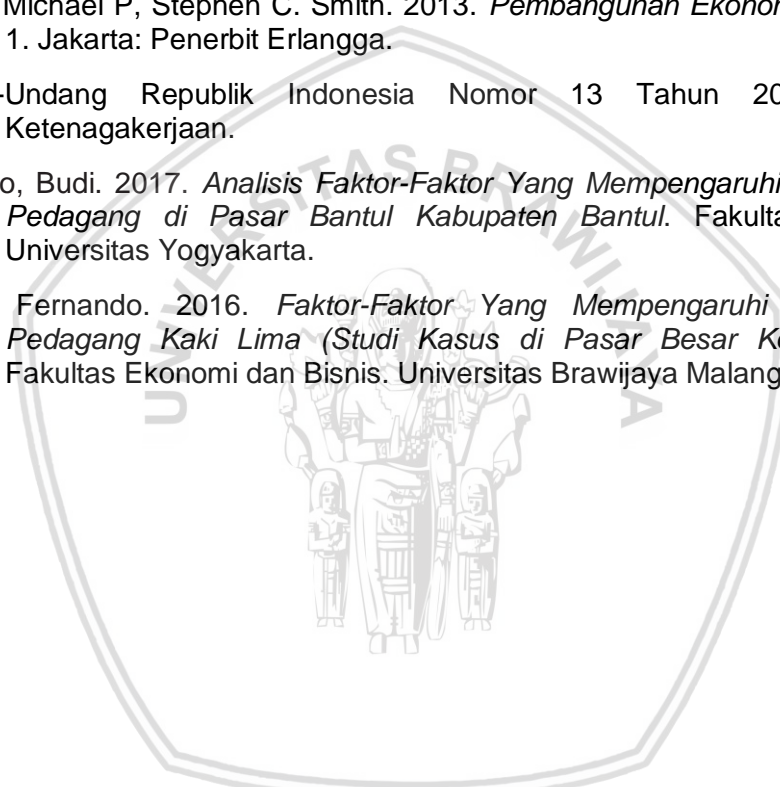 Michael P, Stephen C. Smith. 2013. Pembangunan Ekonom
1. Jakarta: Penerbit Erlangga.
-Undang Republik Indonesia Nomor 13 Tahun 20
Ketenagakerjaan.
o, Budi. 2017. Analisis Faktor-Faktor Yang Mempengaruhi
Pedagang di Pasar Bantul Kabupaten Bantul. Fakulta
Universitas Yogyakarta.
Fernando. 2016. Faktor-Faktor Yang Mempengaruhi
Pedagang Kaki Lima (Studi Kasus di Pasar Besar Ko
Fakultas Ekonomi dan Bisnis. Universitas Brawijaya Malang
UNIVERSITAS BRAWIJAYA